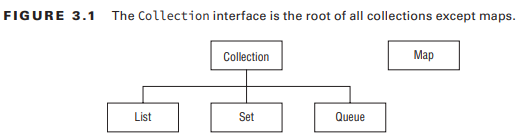 FIGURE 3.1 The Collection interface is the root of all collections except maps.
Collection Map
List Set Queue